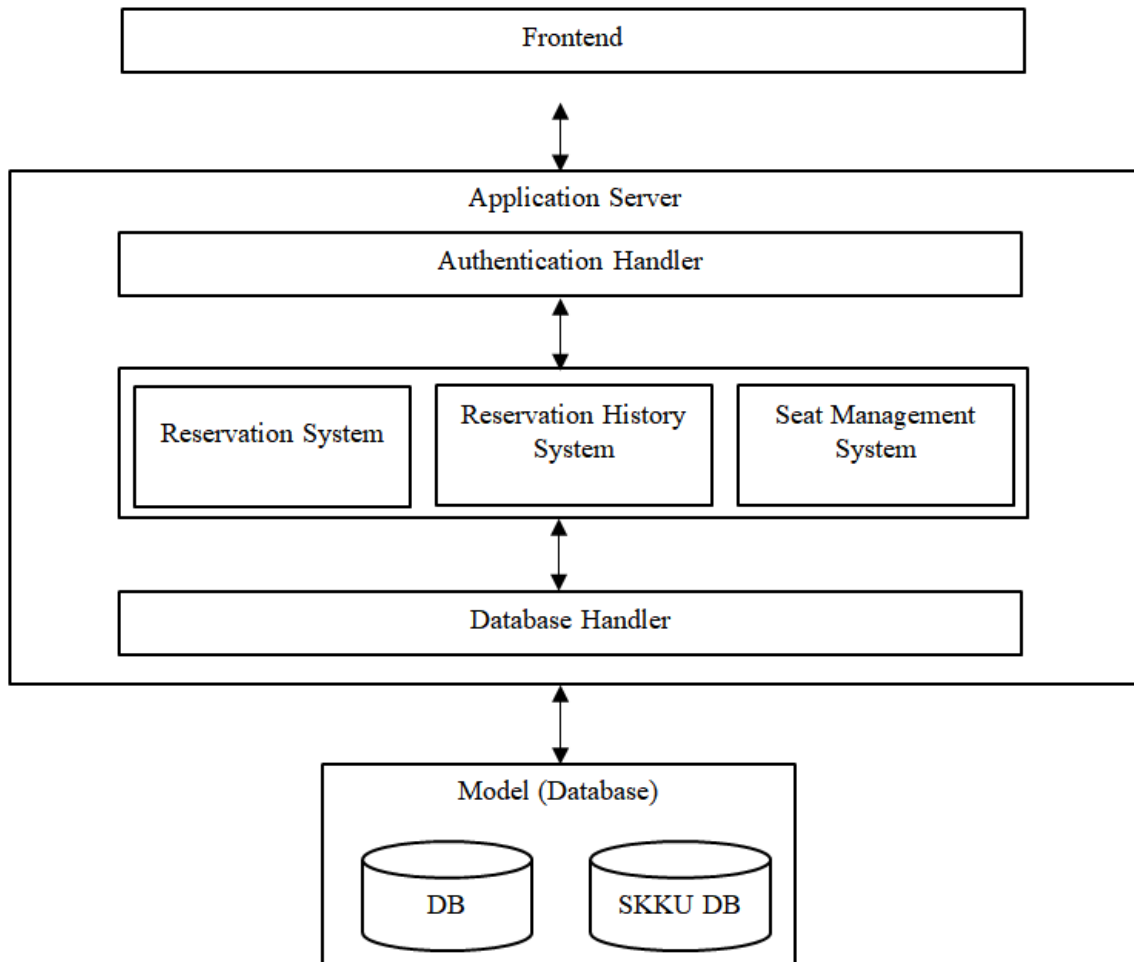 Frontend
Application Server
Authentication Handler
Reservation System
Reservation History
System
Seat Management
System
Database Handler
Model (Database)
DB
SKKU DB